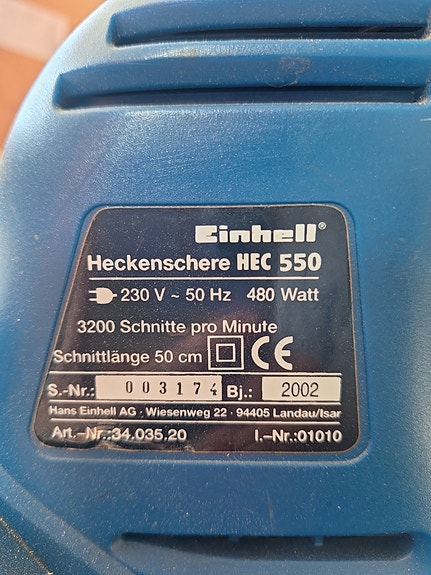 Einhell®
Heckenschere HEC 550
230 V ~ 50 Hz 480 Watt
3200 Schnitte pro Minute
Schnittlänge 50 cm CE
S.-Nr.: 003174 Bj.: 2002
Hans Einhell AG · Wiesenweg 22 · 94405 Landau/Isar
Art.-Nr.:34.035.20 I.-Nr.:01010